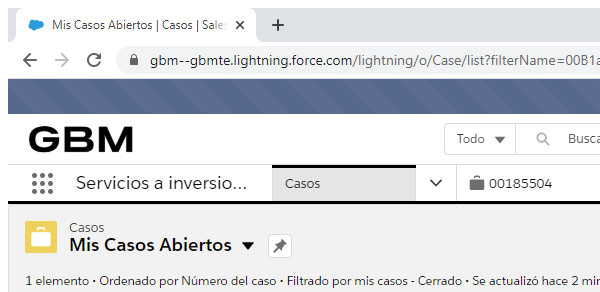 Mis Casos Abiertos | Casos | Sales
gbm--gbmte.lightning.force.com/lightning/o/Case/list?filterName=00B1a
GBM
Todo
Busca
Servicios a inversio...
Casos
00185504
Casos
Mis Casos Abiertos
1 elemento • Ordenado por Número del caso • Filtrado por mis casos - Cerrado • Se actualizó hace 2 min